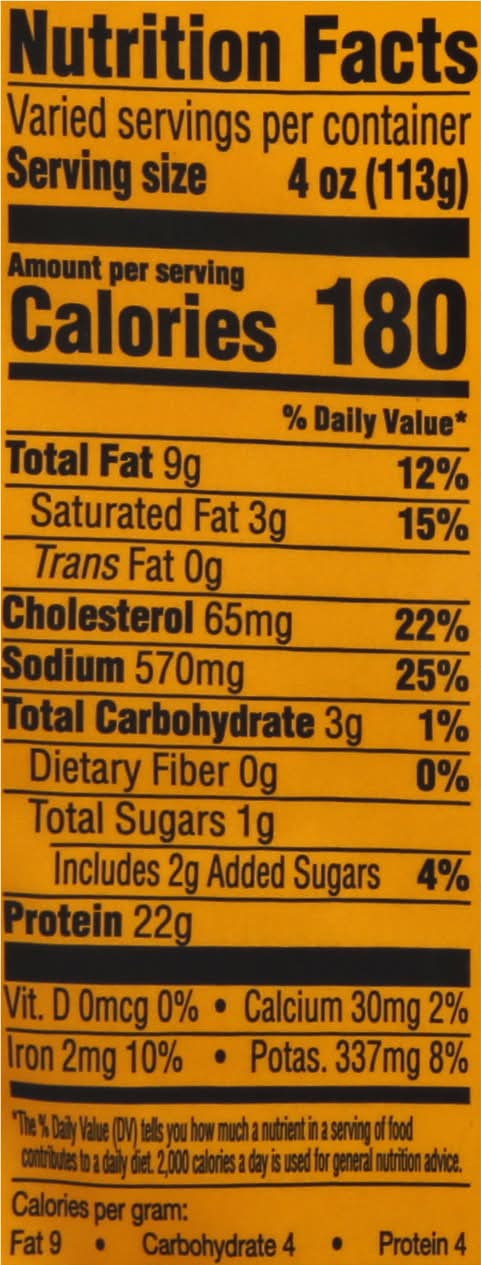 Nutrition Facts
Varied servings per container
Serving size 4 oz (113g)
Amount per serving
Calories 180
% Daily Value*
Total Fat 9g 12%
Saturated Fat 3g 15%
Trans Fat 0g
Cholesterol 65mg 22%
Sodium 570mg 25%
Total Carbohydrate 3g 1%
Dietary Fiber 0g 0%
Total Sugars 1g
Includes 2g Added Sugars 4%
Protein 22g
Vit. D 0mcg 0% • Calcium 30mg 2%
Iron 2mg 10% • Potas. 337mg 8%
*The % Daily Value (DV) tells you how much a nutrient in a serving of food
contributes to a daily diet. 2,000 calories a day is used for general nutrition advice.
Calories per gram:
Fat 9 • Carbohydrate 4 • Protein 4